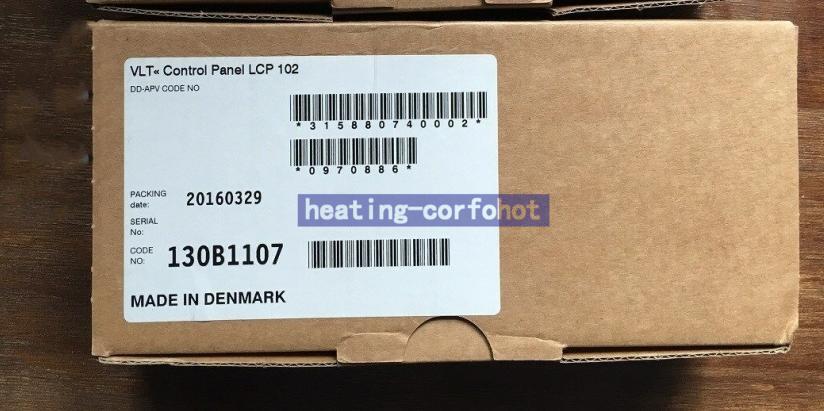 VLT« Control Panel LCP 102
DD-APV CODE NO
*315880740002*
*0970886*
PACKING
date: 20160329
SERIAL
No:
heating-corfohot
CODE
NO: 130B1107
MADE IN DENMARK